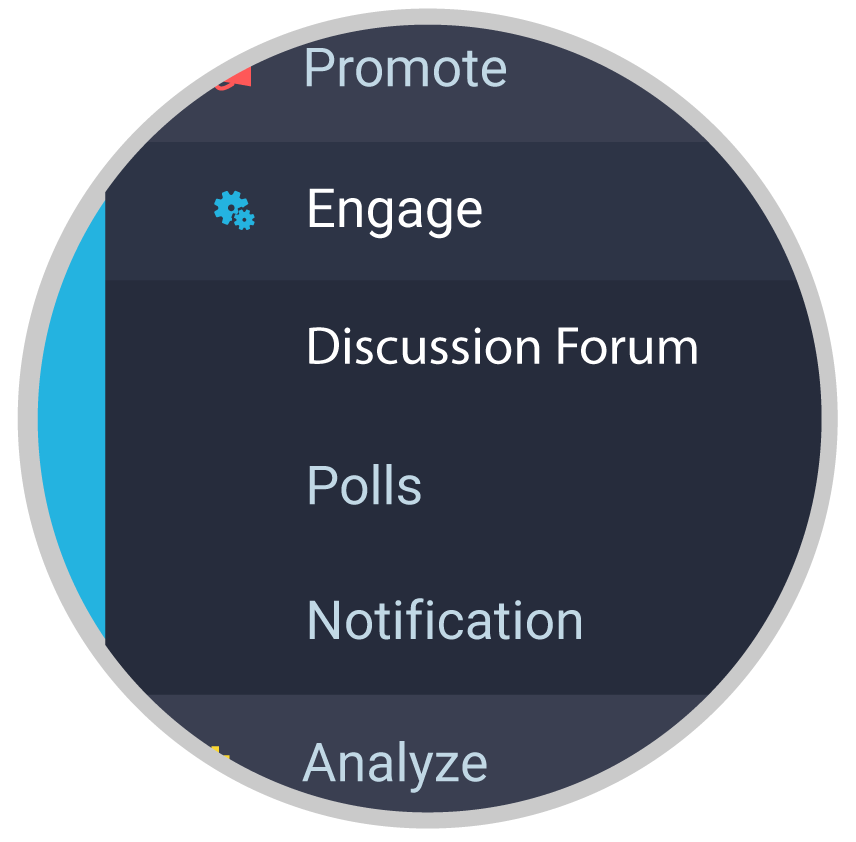 Promote
Engage
Discussion Forum
Polls
Notification
Analyze